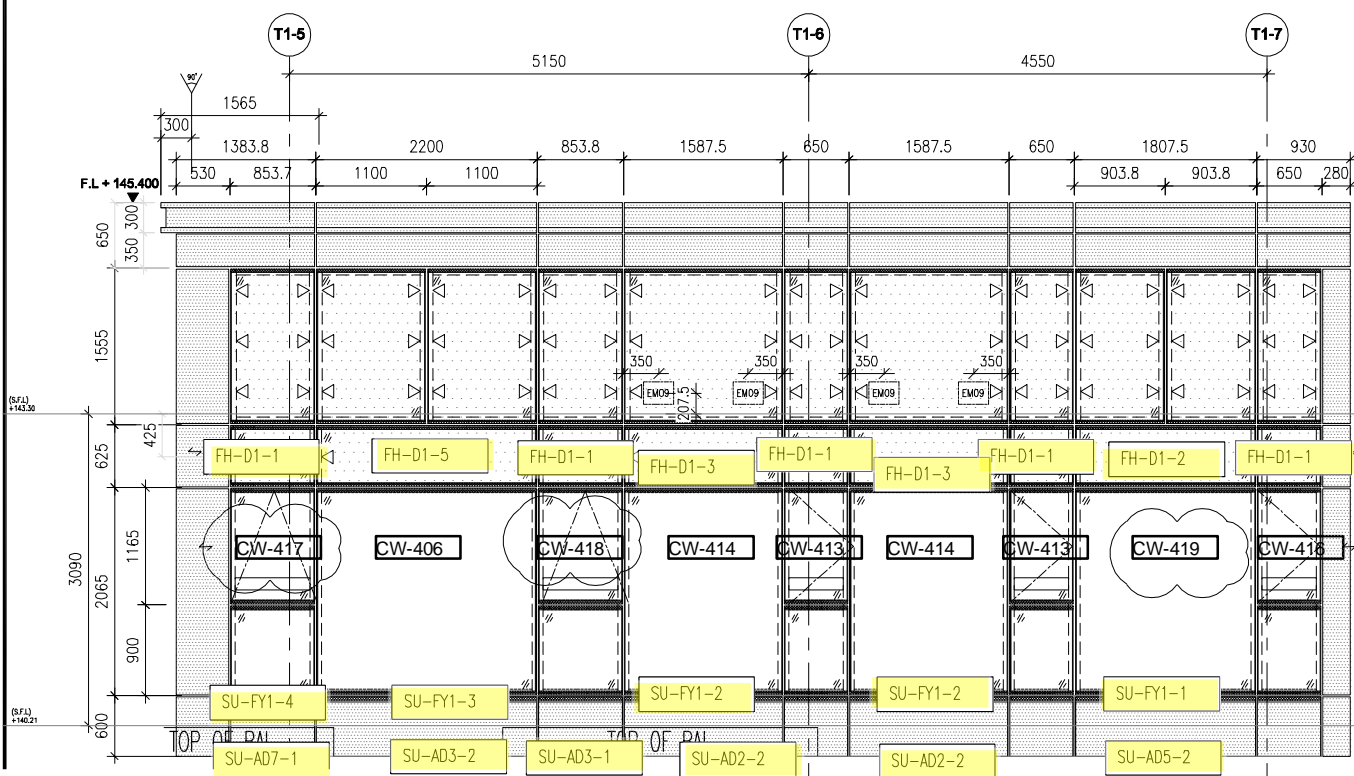 T1-5 T1-6 T1-7
5150 4550
90°
1565
300
1383.8 2200 853.8 1587.5 650 1587.5 650 1807.5 930
530 853.7 1100 1100 903.8 903.8 650 280
F.L + 145.400
650 300
350
1555
350 350 350 350
EM09 EM09 EM09 EM09
207.5
(S.F.L)
+143.30
425
625
FH-D1-1 FH-D1-5 FH-D1-1 FH-D1-3 FH-D1-1 FH-D1-3 FH-D1-1 FH-D1-2 FH-D1-1
3090 2065 1165
CW-417 CW-406 CW-418 CW-414 CW-413 CW-414 CW-413 CW-419 CW-416
900
SU-FY1-4 SU-FY1-3 SU-FY1-2 SU-FY1-2 SU-FY1-1
(S.F.L)
+140.21
600
TOP OF TOP OF
SU-AD7-1 SU-AD3-2 SU-AD3-1 SU-AD2-2 SU-AD2-2 SU-AD5-2